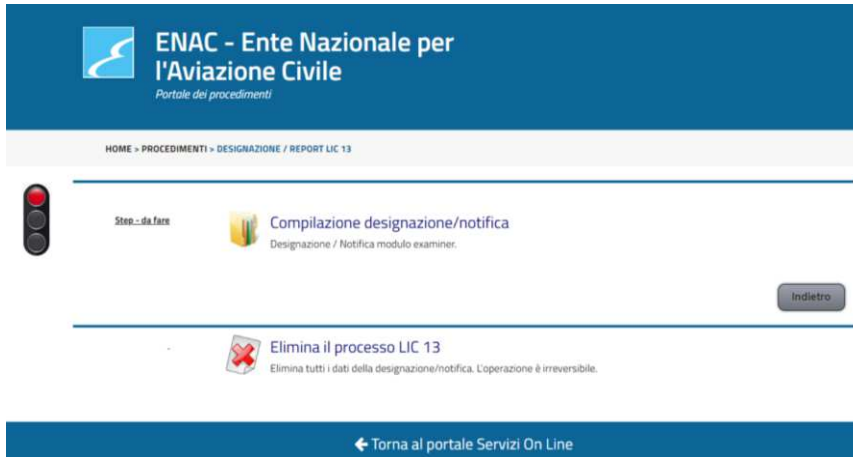 ENAC - Ente Nazionale per
l'Aviazione Civile
Portale dei procedimenti
HOME > PROCEDIMENTI > DESIGNAZIONE / REPORT LIC 13
Step - da fare
Compilazione designazione/notifica
Designazione / Notifica modulo examiner.
Indietro
-
Elimina il processo LIC 13
Elimina tutti i dati della designazione/notifica. L'operazione è irreversibile.
Torna al portale Servizi On Line